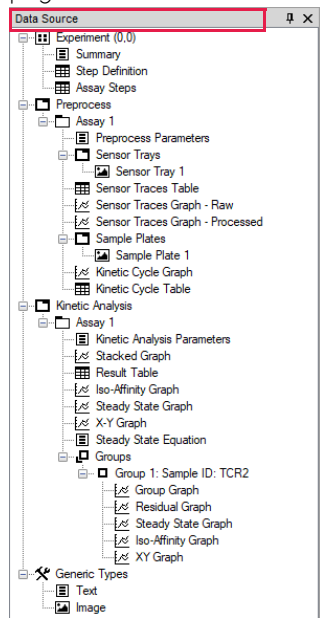 Data Source
Experiment (0,0)
Summary
Step Definition
Assay Steps
Preprocess
Assay 1
Preprocess Parameters
Sensor Trays
Sensor Tray 1
Sensor Traces Table
Sensor Traces Graph - Raw
Sensor Traces Graph - Processed
Sample Plates
Sample Plate 1
Kinetic Cycle Graph
Kinetic Cycle Table
Kinetic Analysis
Assay 1
Kinetic Analysis Parameters
Stacked Graph
Result Table
Iso-Affinity Graph
Steady State Graph
X-Y Graph
Steady State Equation
Groups
Group 1: Sample ID: TCR2
Group Graph
Residual Graph
Steady State Graph
Iso-Affinity Graph
XY Graph
Generic Types
Text
Image